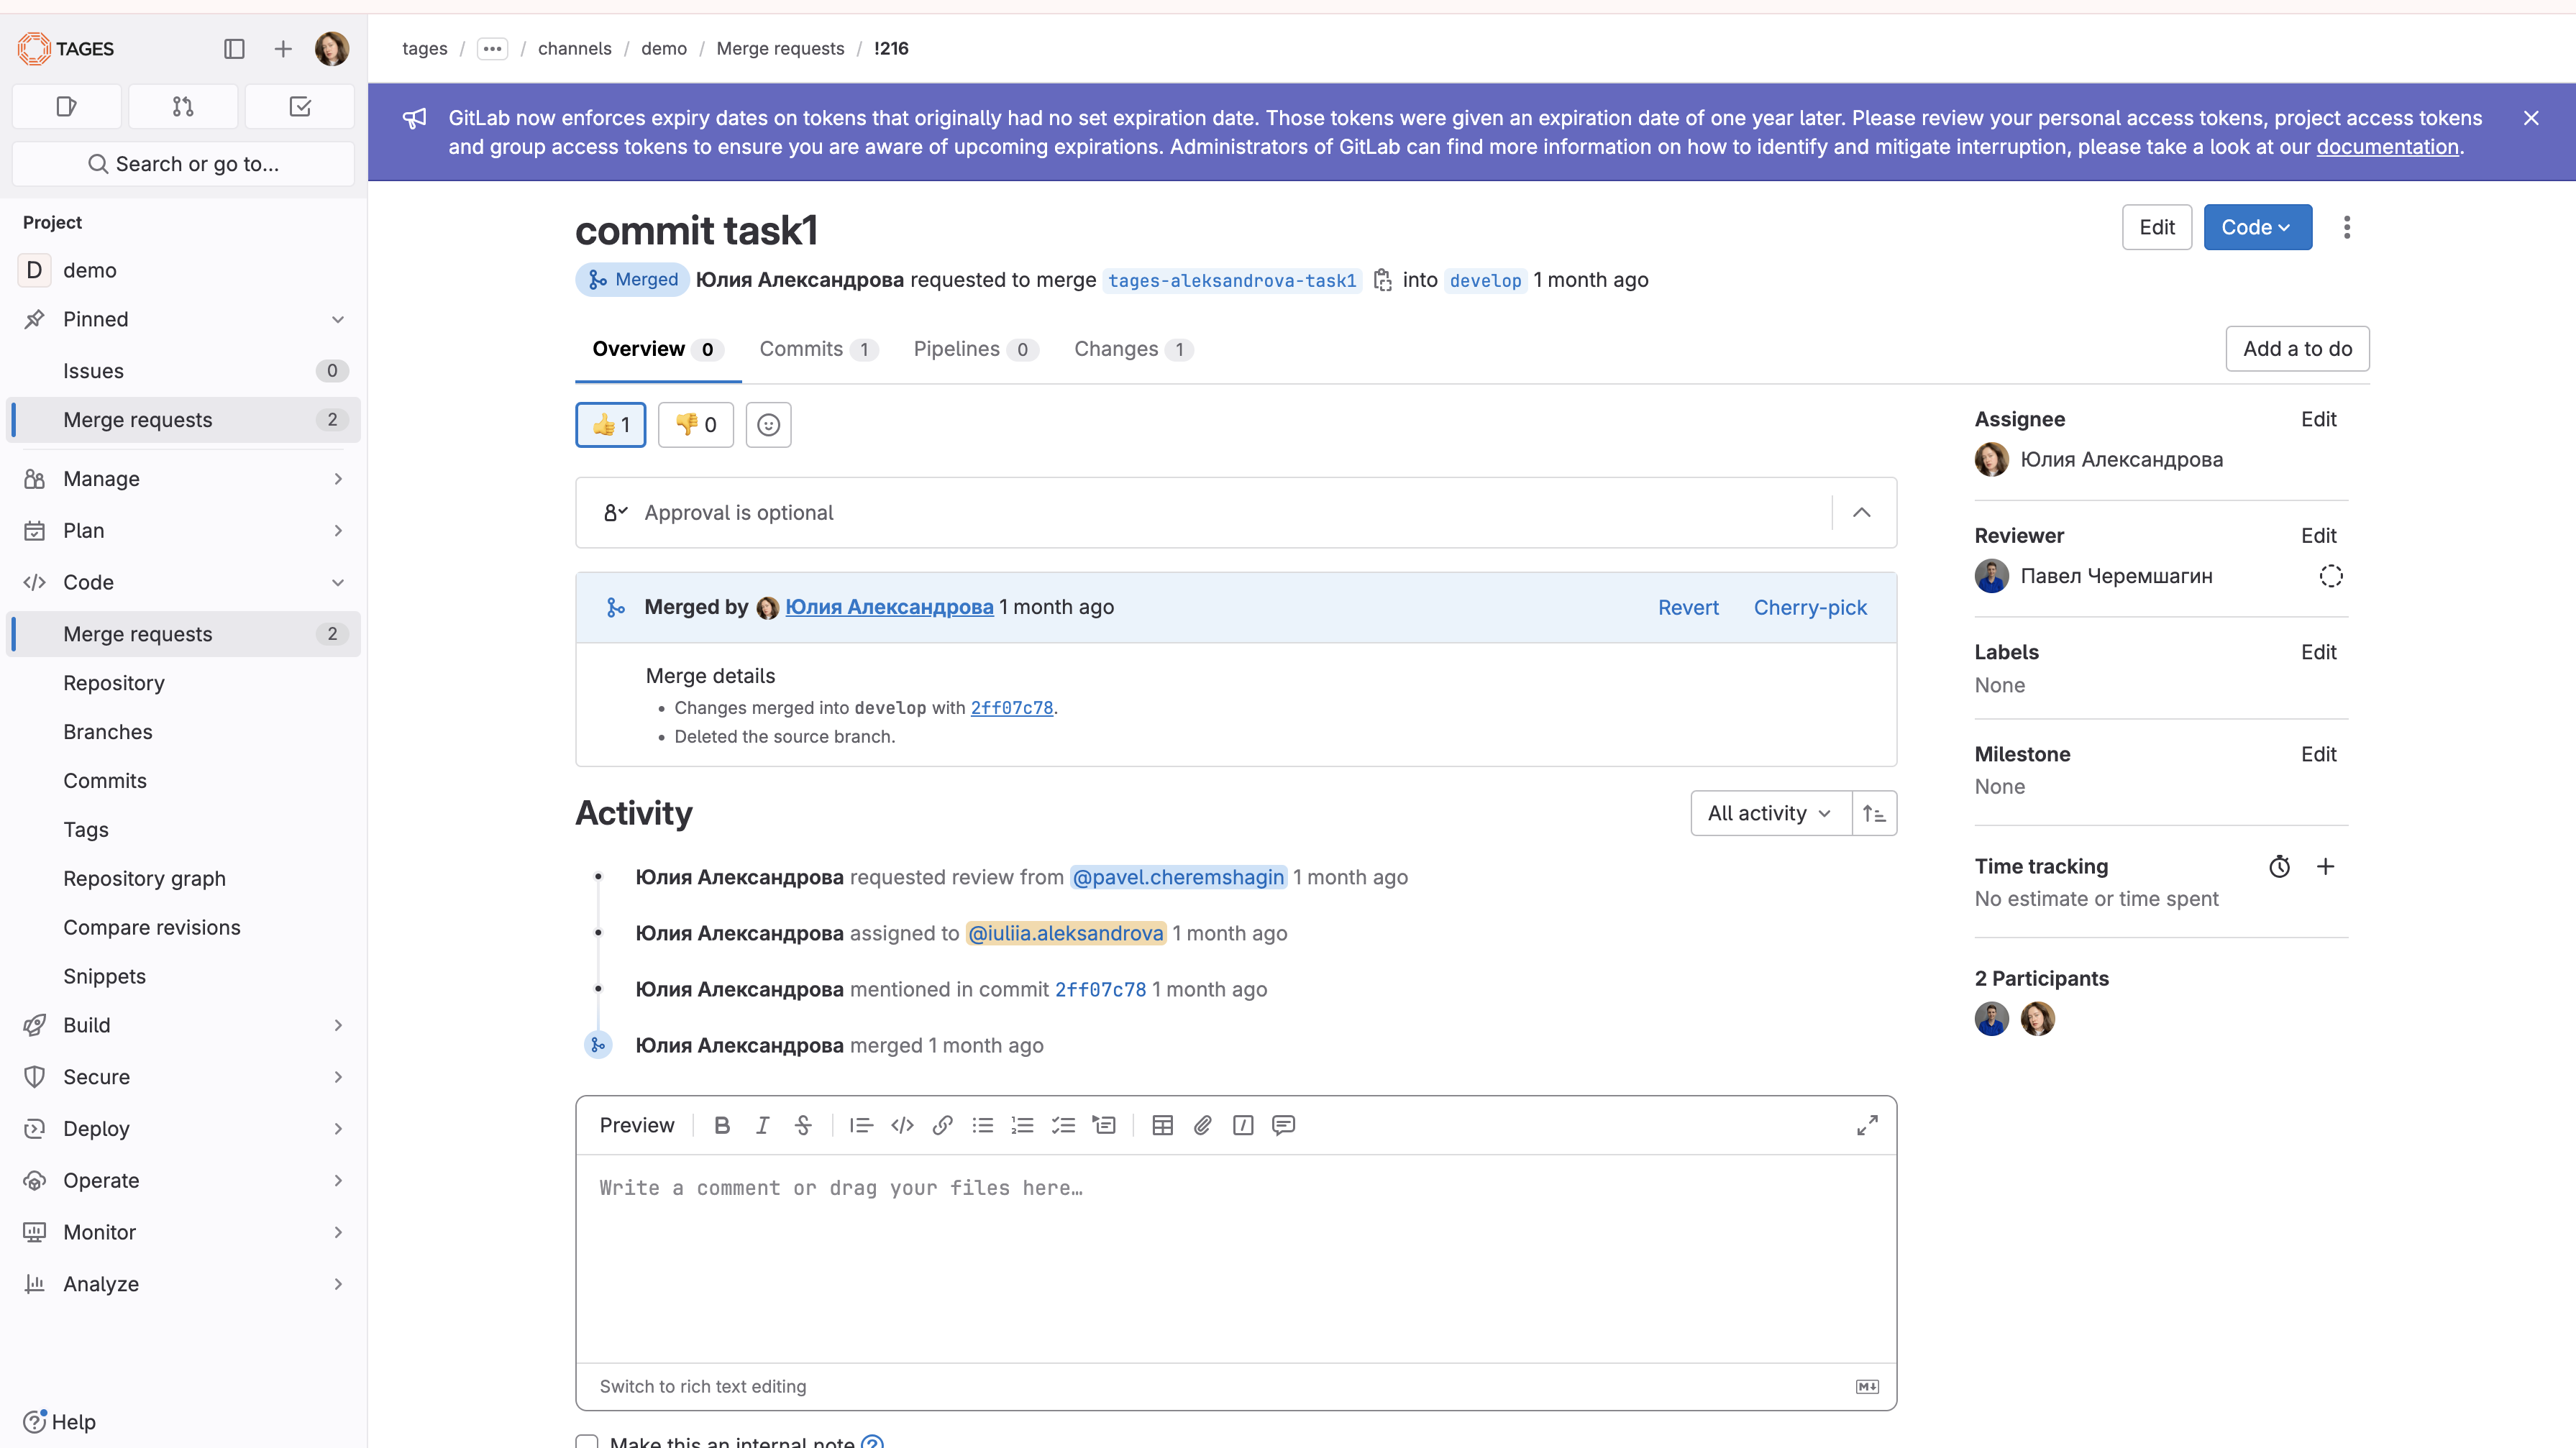 TAGES
Search or go to...
Project
D demo
Pinned
Issues 0
Merge requests 2
Manage
Plan
Code
Merge requests 2
Repository
Branches
Commits
Tags
Repository graph
Compare revisions
Snippets
Build
Secure
Deploy
Operate
Monitor
Analyze
Help
tages / ••• / channels / demo / Merge requests / !216
GitLab now enforces expiry dates on tokens that originally had no set expiration date. Those tokens were given an expiration date of one year later. Please review your personal access tokens, project access tokens
and group access tokens to ensure you are aware of upcoming expirations. Administrators of GitLab can find more information on how to identify and mitigate interruption, please take a look at our documentation.
commit task1
Edit
Code
Merged Юлия Александрова requested to merge tages-aleksandrova-task1 into develop 1 month ago
Overview 0
Commits 1
Pipelines 0
Changes 1
Add a to do
👍 1
👎 0
Approval is optional
Merged by Юлия Александрова 1 month ago
Revert
Cherry-pick
Merge details
• Changes merged into develop with 2ff07c78.
• Deleted the source branch.
Activity
All activity
Юлия Александрова requested review from @pavel.cheremshagin 1 month ago
Юлия Александрова assigned to @iuliia.aleksandrova 1 month ago
Юлия Александрова mentioned in commit 2ff07c78 1 month ago
Юлия Александрова merged 1 month ago
Preview
Write a comment or drag your files here…
Switch to rich text editing
Make this an internal note
Assignee Edit
Юлия Александрова
Reviewer Edit
Павел Черемшагин
Labels Edit
None
Milestone Edit
None
Time tracking
No estimate or time spent
2 Participants